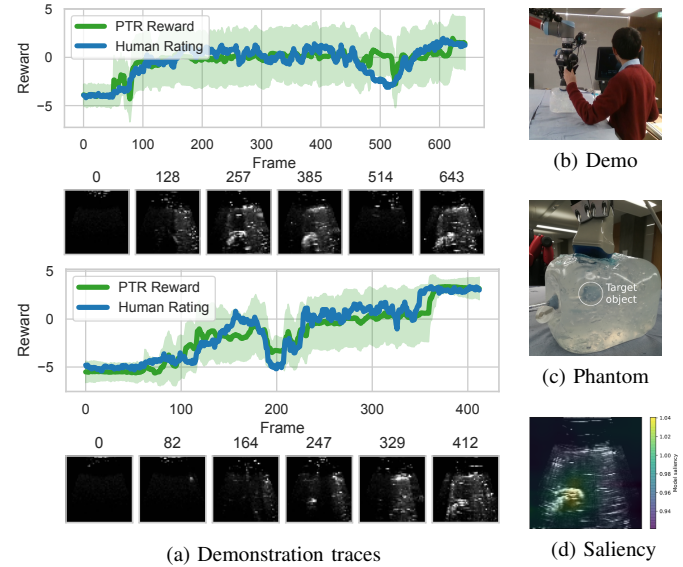 5
0
−5
Reward
PTR Reward
Human Rating
0 100 200 300 400 500 600
Frame
0 128 257 385 514 643
5
0
−5
Reward
PTR Reward
Human Rating
0 100 200 300 400
Frame
0 82 164 247 329 412
(a) Demonstration traces
(b) Demo
Target
object
(c) Phantom
1.04
1.02
1.00
0.98
0.96
0.94
Model saliency
(d) Saliency